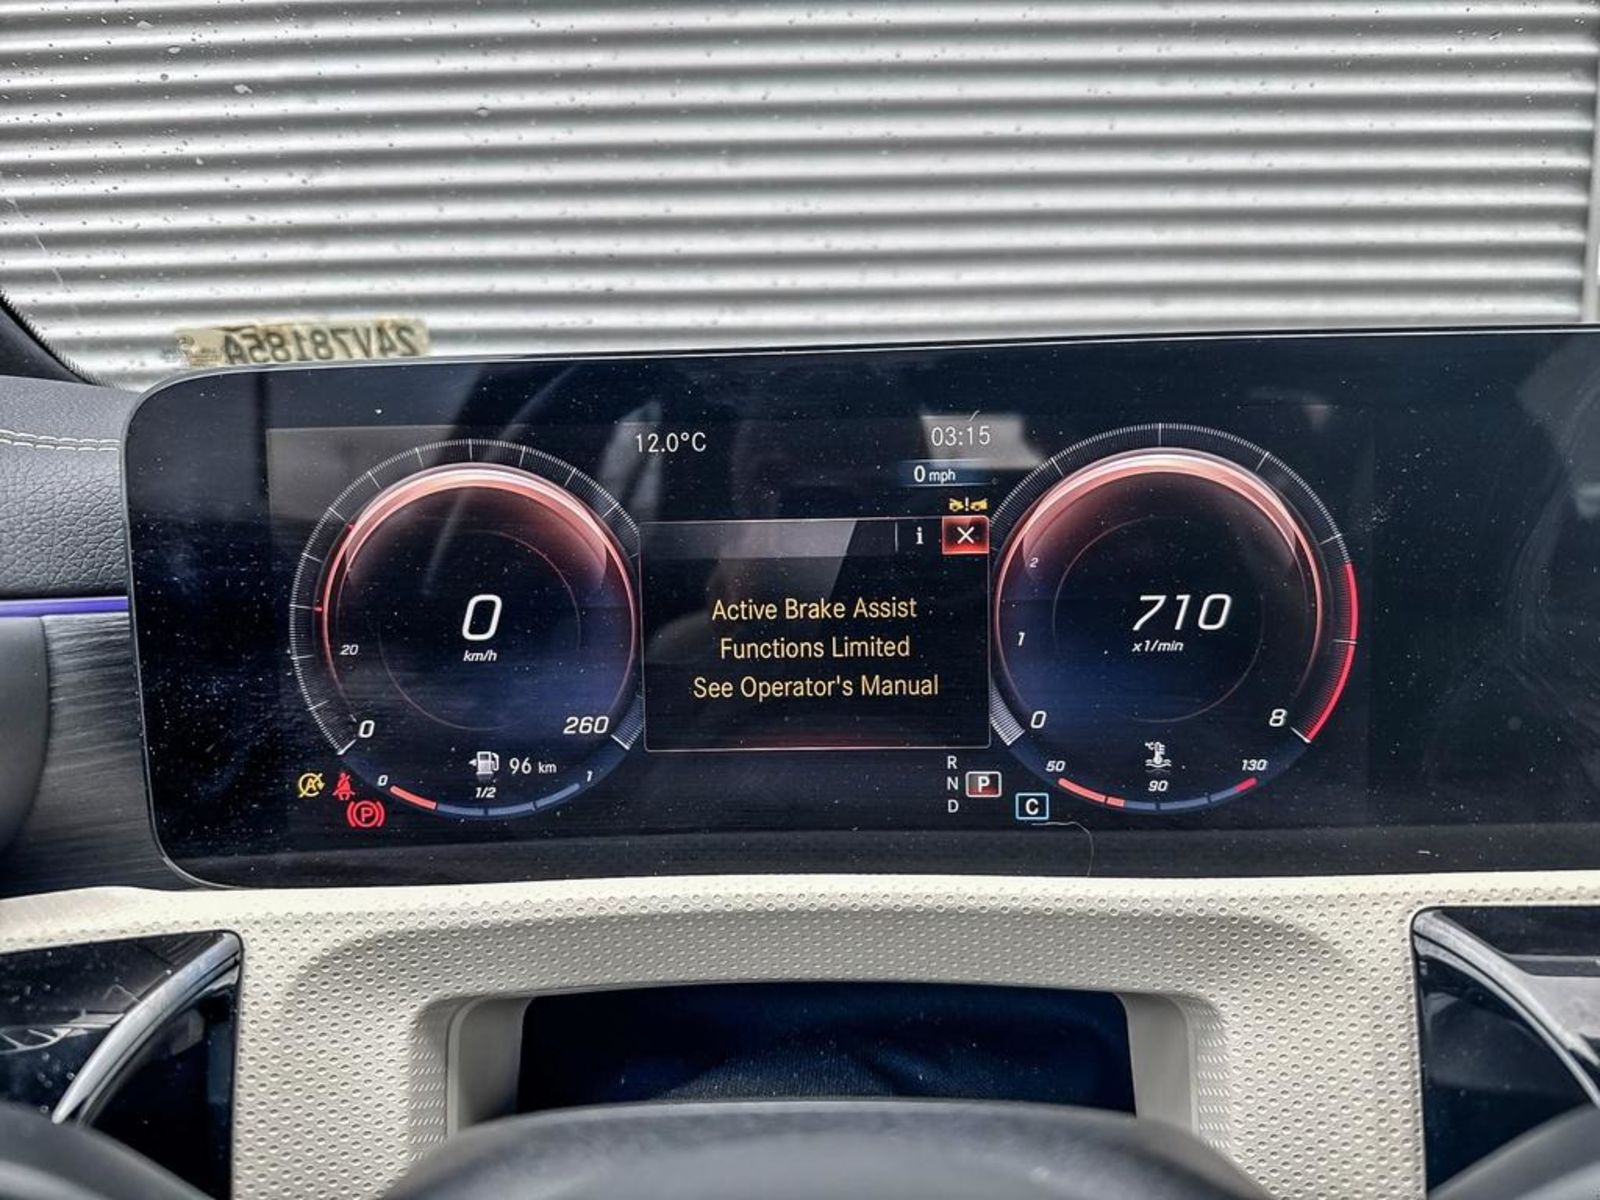 24V78185A
12.0°C
03:15
0 mph
i
Active Brake Assist
Functions Limited
See Operator's Manual
0
km/h
20
0
260
710
x1/min
2
1
0
8
A
P
96 km
0
1/2
1
R
N
P
D
C
°C
50
90
130